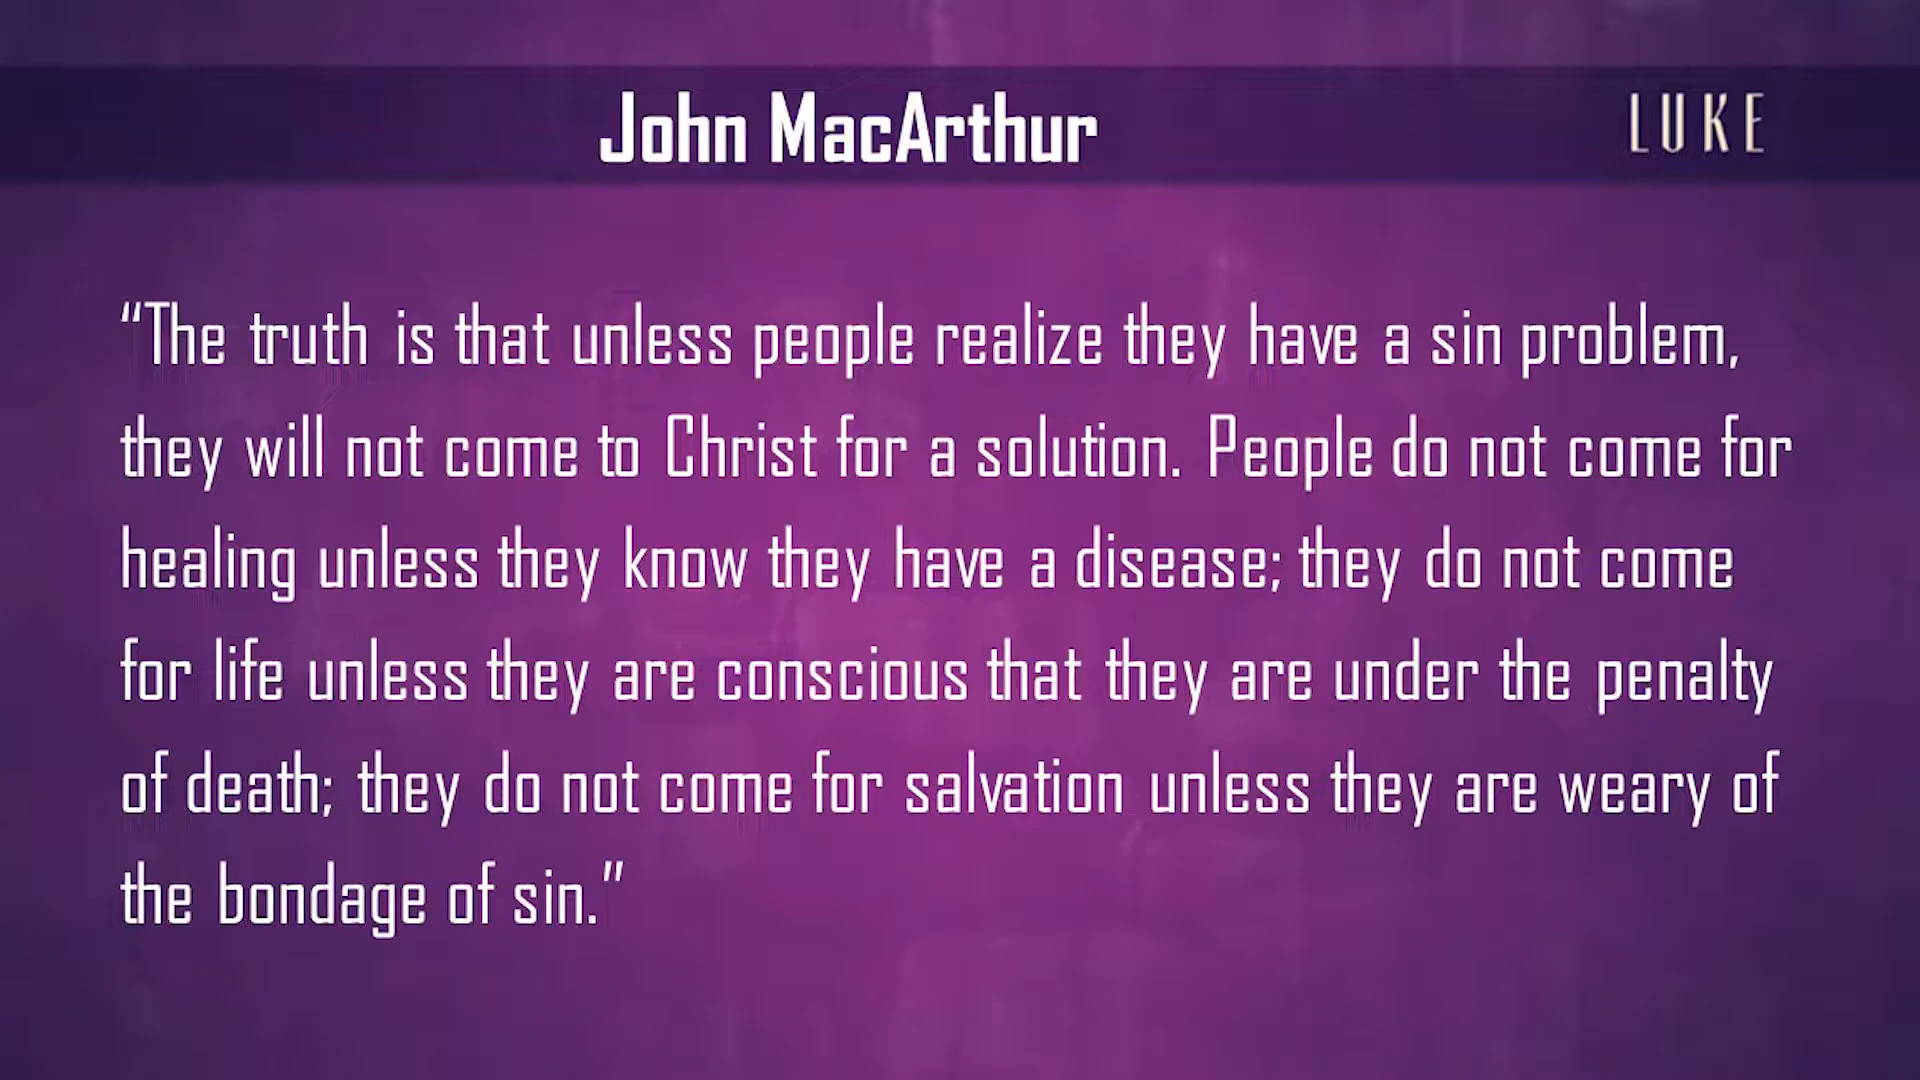 John MacArthur
LUKE
“The truth is that unless people realize they have a sin problem,
they will not come to Christ for a solution. People do not come for
healing unless they know they have a disease; they do not come
for life unless they are conscious that they are under the penalty
of death; they do not come for salvation unless they are weary of
the bondage of sin.”